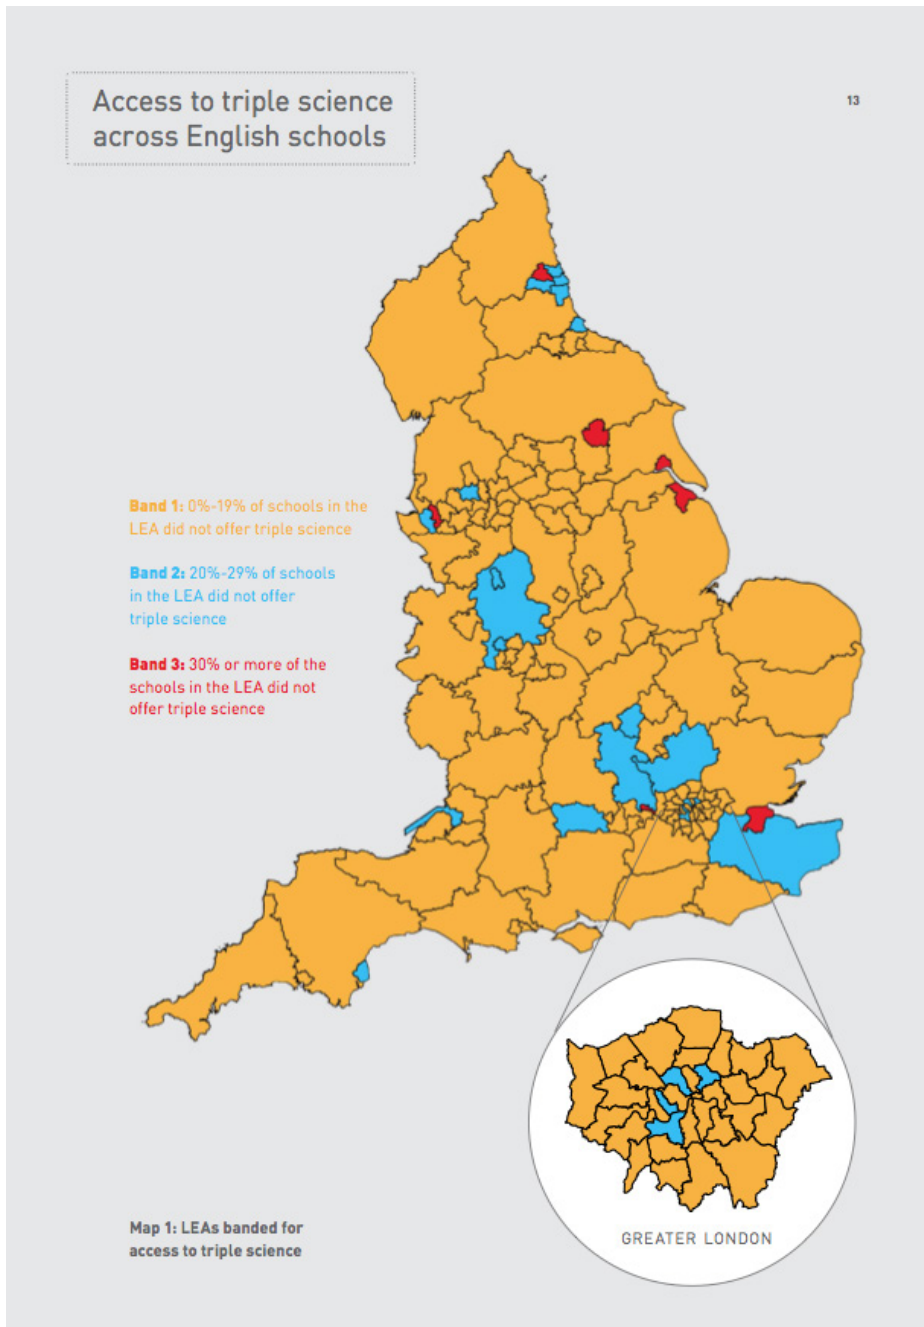 Access to triple science
across English schools
13
Band 1: 0%-19% of schools in the
LEA did not offer triple science
Band 2: 20%-29% of schools
in the LEA did not offer
triple science
Band 3: 30% or more of the
schools in the LEA did not
offer triple science
Map 1: LEAs banded for
access to triple science
GREATER LONDON